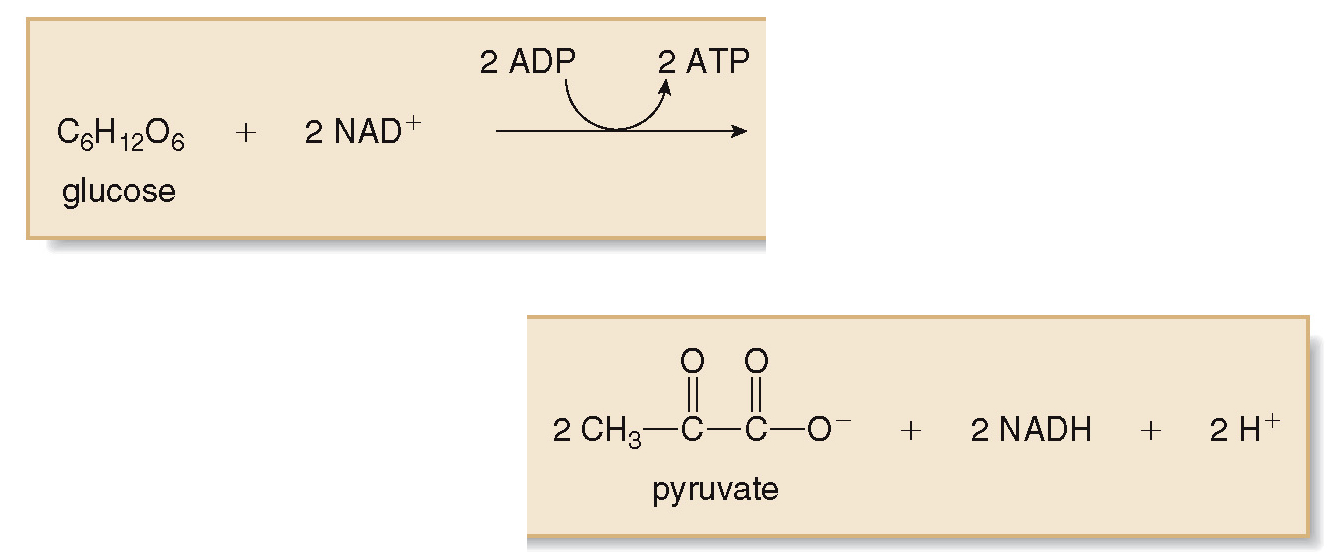 2 ADP 2 ATP
C₆H₁₂O₆ + 2 NAD⁺
glucose
O O
2 CH₃—C—C—O⁻ + 2 NADH + 2 H⁺
pyruvate